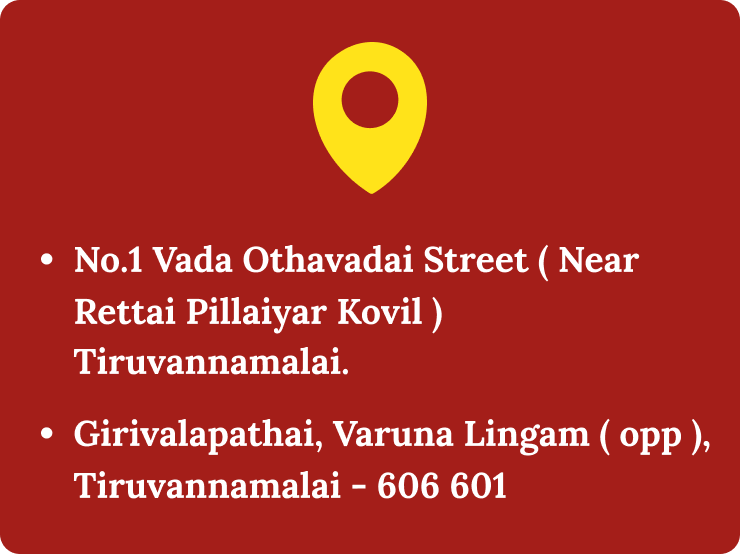 • No.1 Vada Othavadai Street ( Near
Rettai Pillaiyar Kovil )
Tiruvannamalai.
• Girivalapathai, Varuna Lingam ( opp ),
Tiruvannamalai - 606 601